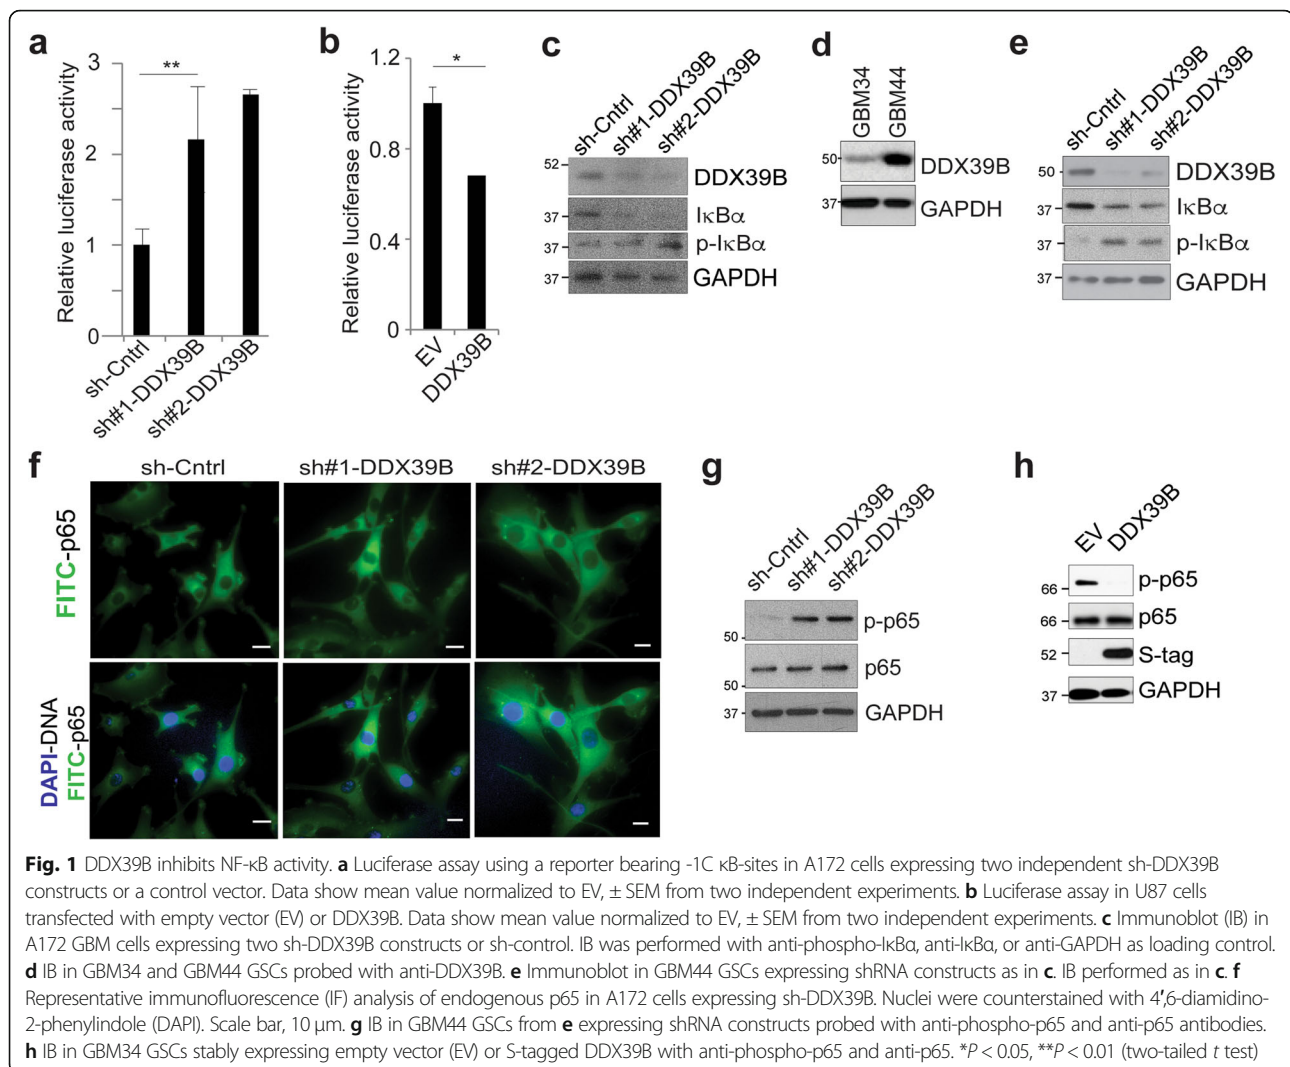 a
Relative luciferase activity
3
2
1
0
**
sh-Cntrl
sh#1-DDX39B
sh#2-DDX39B
b
Relative luciferase activity
1.2
0.8
0.4
0
*
EV
DDX39B
c
sh-Cntrl
sh#1-DDX39B
sh#2-DDX39B
52
DDX39B
37
IκBα
37
p-IκBα
37
GAPDH
d
GBM34
GBM44
50
DDX39B
37
GAPDH
e
sh-Cntrl
sh#1-DDX39B
sh#2-DDX39B
50
DDX39B
37
IκBα
37
p-IκBα
37
GAPDH
f
sh-Cntrl
sh#1-DDX39B
sh#2-DDX39B
FITC-p65
DAPI-DNA
FITC-p65
g
sh-Cntrl
sh#1-DDX39B
sh#2-DDX39B
50
p-p65
50
p65
37
GAPDH
h
EV
DDX39B
66
p-p65
66
p65
52
S-tag
37
GAPDH
Fig. 1 DDX39B inhibits NF-κB activity. a Luciferase assay using a reporter bearing -1C κB-sites in A172 cells expressing two independent sh-DDX39B
constructs or a control vector. Data show mean value normalized to EV, ± SEM from two independent experiments. b Luciferase assay in U87 cells
transfected with empty vector (EV) or DDX39B. Data show mean value normalized to EV, ± SEM from two independent experiments. c Immunoblot (IB) in
A172 GBM cells expressing two sh-DDX39B constructs or sh-control. IB was performed with anti-phospho-IκBα, anti-IκBα, or anti-GAPDH as loading control.
d IB in GBM34 and GBM44 GSCs probed with anti-DDX39B. e Immunoblot in GBM44 GSCs expressing shRNA constructs as in c. IB performed as in c. f
Representative immunofluorescence (IF) analysis of endogenous p65 in A172 cells expressing sh-DDX39B. Nuclei were counterstained with 4′,6-diamidino-
2-phenylindole (DAPI). Scale bar, 10 μm. g IB in GBM44 GSCs from e expressing shRNA constructs probed with anti-phospho-p65 and anti-p65 antibodies.
h IB in GBM34 GSCs stably expressing empty vector (EV) or S-tagged DDX39B with anti-phospho-p65 and anti-p65. *P < 0.05, **P < 0.01 (two-tailed t test)